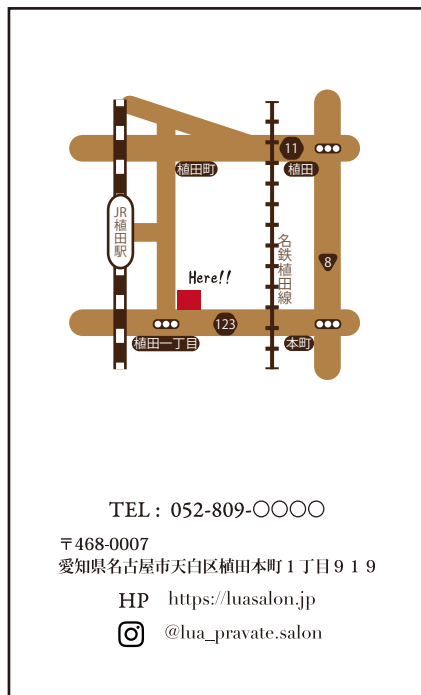 11
植田町
植田
JR植田駅
名鉄植田線
8
Here!!
123
植田一丁目
本町
TEL : 052-809-○○○○
〒468-0007
愛知県名古屋市天白区植田本町１丁目９１９
HP https://luasalon.jp
@lua_pravate.salon